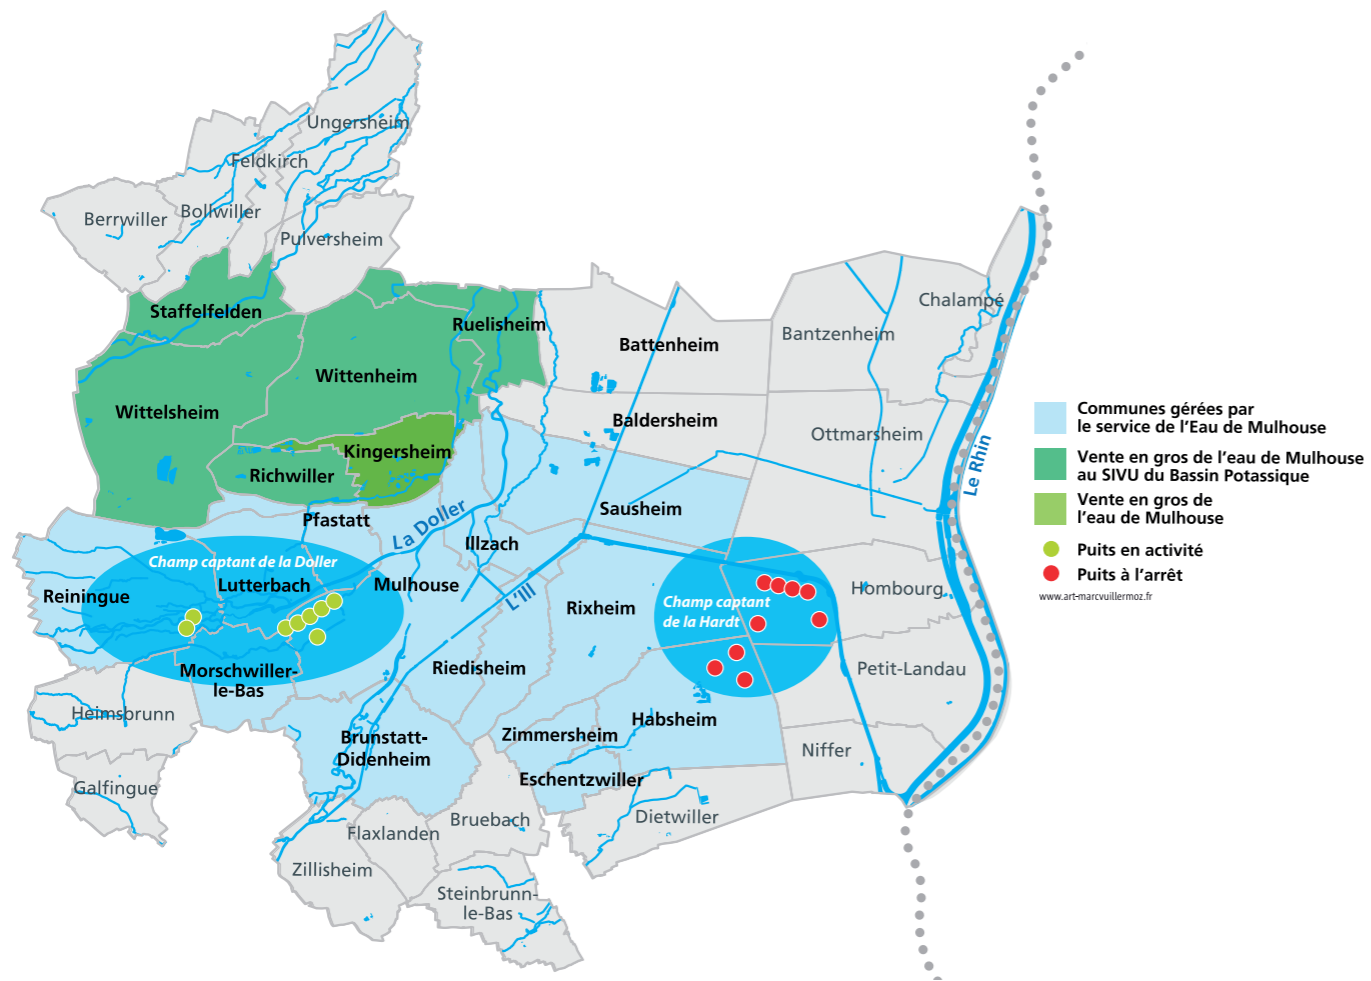 Ungersheim
Feldkirch
Bollwiller
Berrwiller
Pulversheim
Staffelfelden
Ruelisheim
Wittenheim
Wittelsheim
Kingersheim
Richwiller
Battenheim
Baldersheim
Bantzenheim
Chalampé
Ottmarsheim
Le Rhin
Communes gérées par
le service de l'Eau de Mulhouse
Vente en gros de l'eau de Mulhouse
au SIVU du Bassin Potassique
Vente en gros de
l'eau de Mulhouse
Puits en activité
Puits à l'arrêt
www.art-marcvuillermoz.fr
Pfastatt
La Doller
Illzach
Sausheim
Champ captant de la Doller
Lutterbach
Mulhouse
Reiningue
L'Ill
Rixheim
Champ captant
de la Hardt
Hombourg
Petit-Landau
Morschwiller-
le-Bas
Riedisheim
Heimsbrunn
Habsheim
Zimmersheim
Brunstatt-
Didenheim
Niffer
Eschentzwiller
Galfingue
Dietwiller
Bruebach
Flaxlanden
Zillisheim
Steinbrunn-
le-Bas